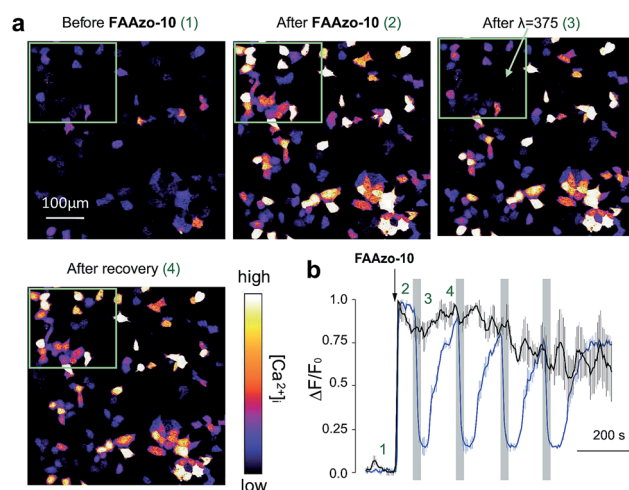 a
Before FAAzo-10 (1)
After FAAzo-10 (2)
After λ=375 (3)
100μm
After recovery (4)
high
[Ca²⁺]i
low
b
FAAzo-10
1.0
0.75
0.5
0.25
0.0
ΔF/F₀
1
2
3
4
200 s